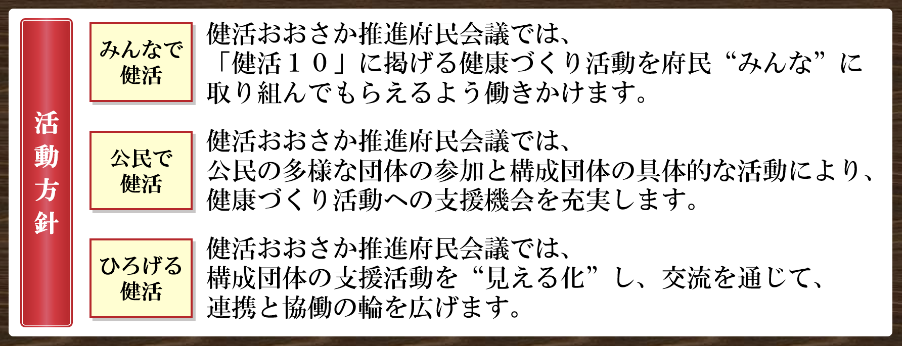 活動方針
みんなで
健活
健活おおさか推進府民会議では、
「健活１０」に掲げる健康づくり活動を府民“みんな”に
取り組んでもらえるよう働きかけます。
公民で
健活
健活おおさか推進府民会議では、
公民の多様な団体の参加と構成団体の具体的な活動により、
健康づくり活動への支援機会を充実します。
ひろげる
健活
健活おおさか推進府民会議では、
構成団体の支援活動を“見える化”し、交流を通じて、
連携と協働の輪を広げます。